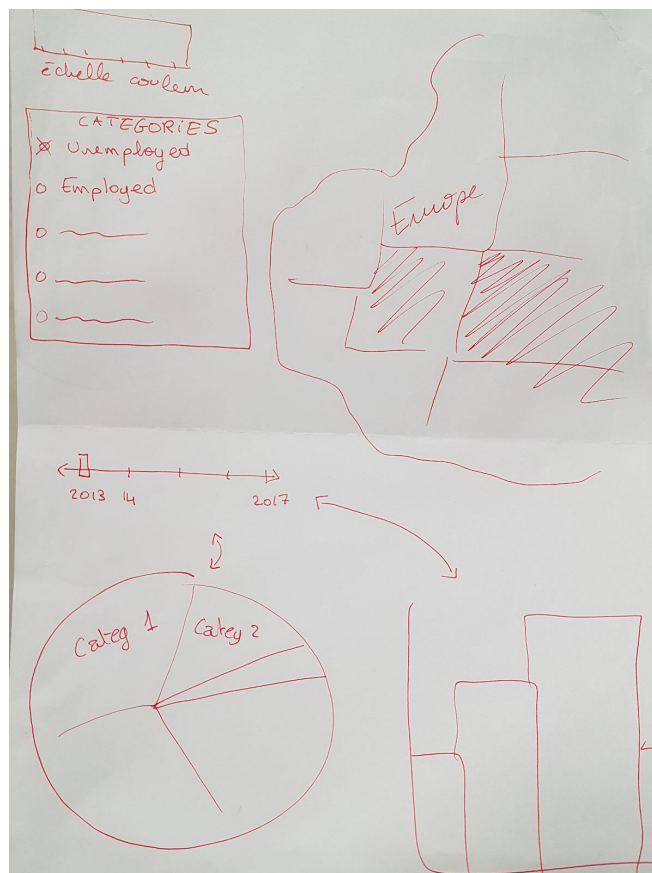 échelle couleur
CATEGORIES
Unemployed
Employed
Europe
2013 14 2017
Categ 1
Categ 2